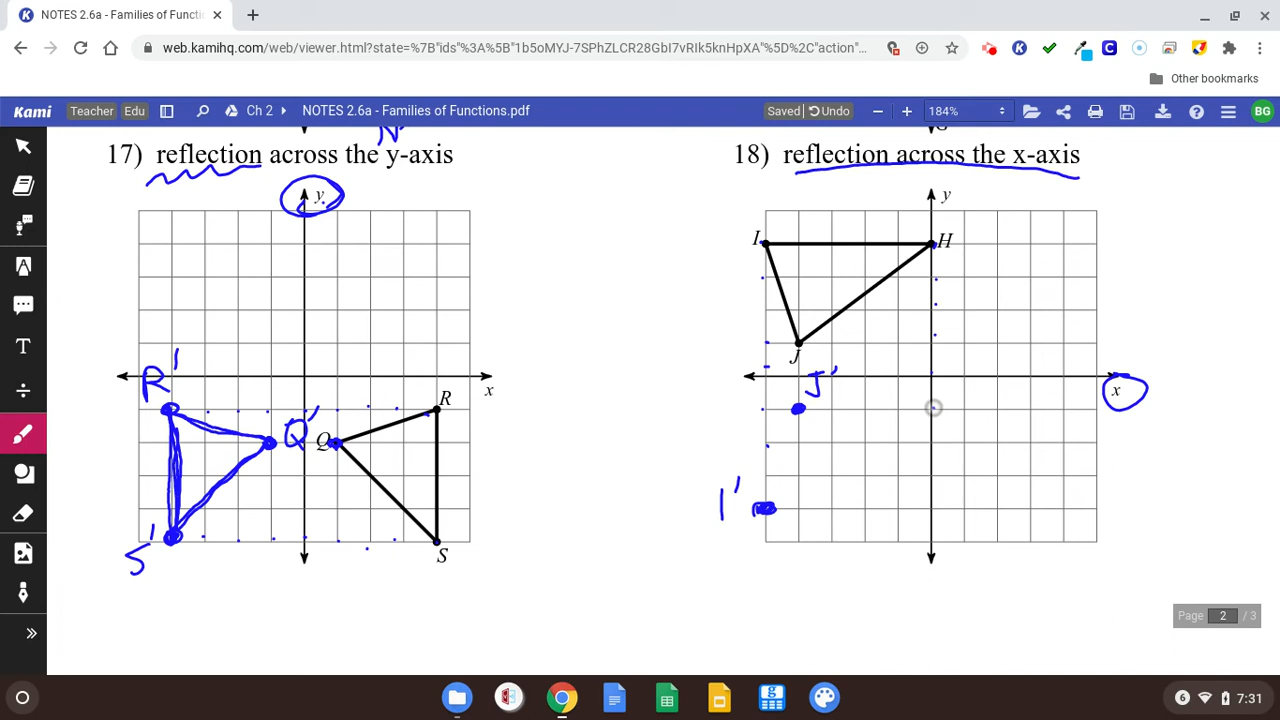 NOTES 2.6a - Families of Functi
web.kamihq.com/web/viewer.html?state=%7B"ids"%3A%5B"1b5oMYJ-7SPhZLCR28GbI7vRIk5knHpXA"%5D%2C"action"...
Other bookmarks
Kami Teacher Edu Ch 2 NOTES 2.6a - Families of Functions.pdf Saved Undo 184% BG
17) reflection across the y-axis
18) reflection across the x-axis
y
y
I
H
J
R'
J'
x
x
R
Q'
Q
I'
S'
S
Page 2 / 3
6 7:31